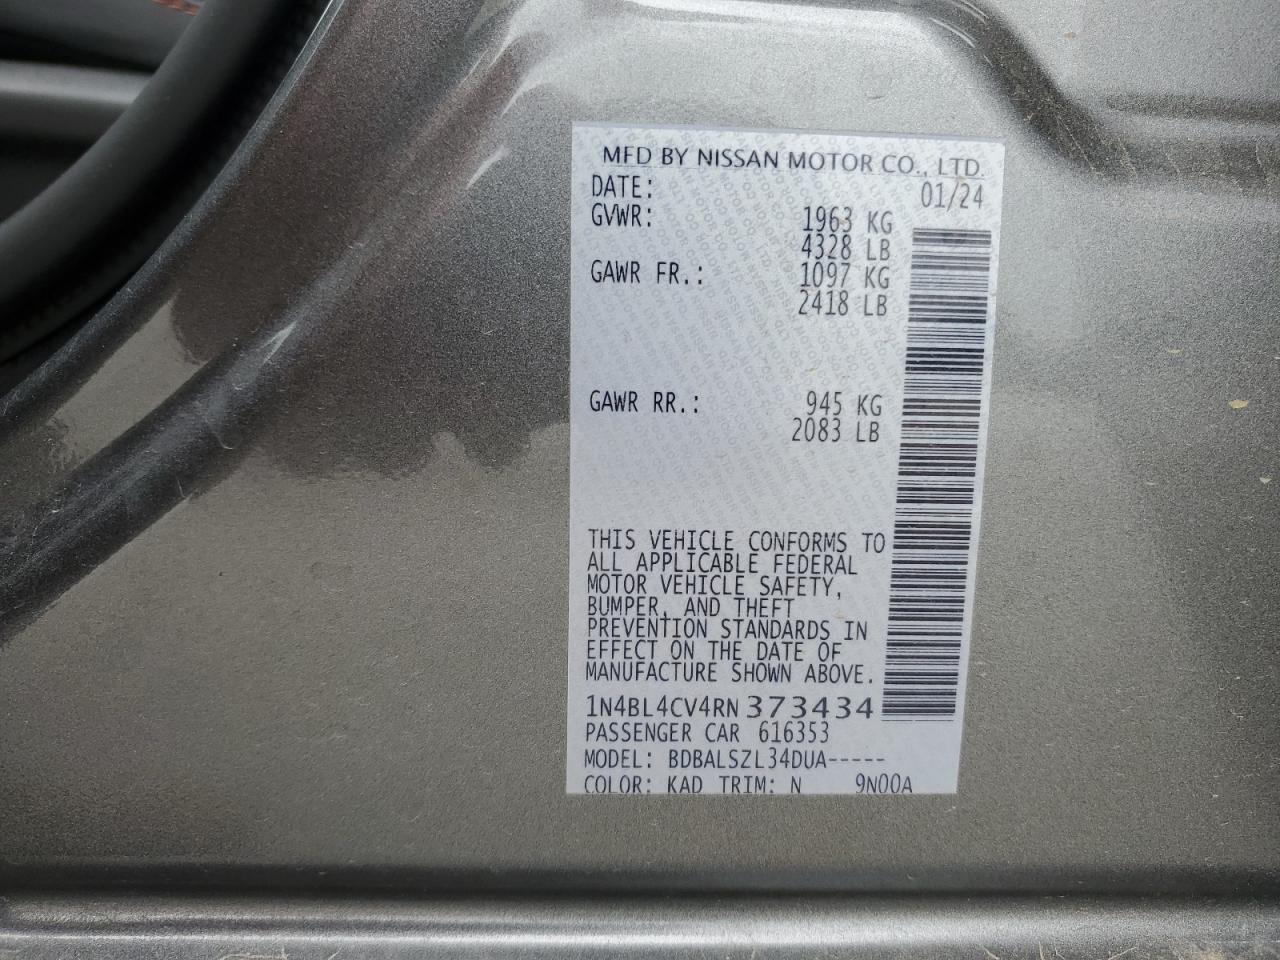 MFD BY NISSAN MOTOR CO., LTD.
DATE: 01/24
GVWR: 1963 KG
4328 LB
GAWR FR.: 1097 KG
2418 LB
GAWR RR.: 945 KG
2083 LB
THIS VEHICLE CONFORMS TO
ALL APPLICABLE FEDERAL
MOTOR VEHICLE SAFETY,
BUMPER, AND THEFT
PREVENTION STANDARDS IN
EFFECT ON THE DATE OF
MANUFACTURE SHOWN ABOVE.
1N4BL4CV4RN373434
PASSENGER CAR 616353
MODEL: BDBALSZL34DUA-----
COLOR: KAD TRIM: N 9N00A